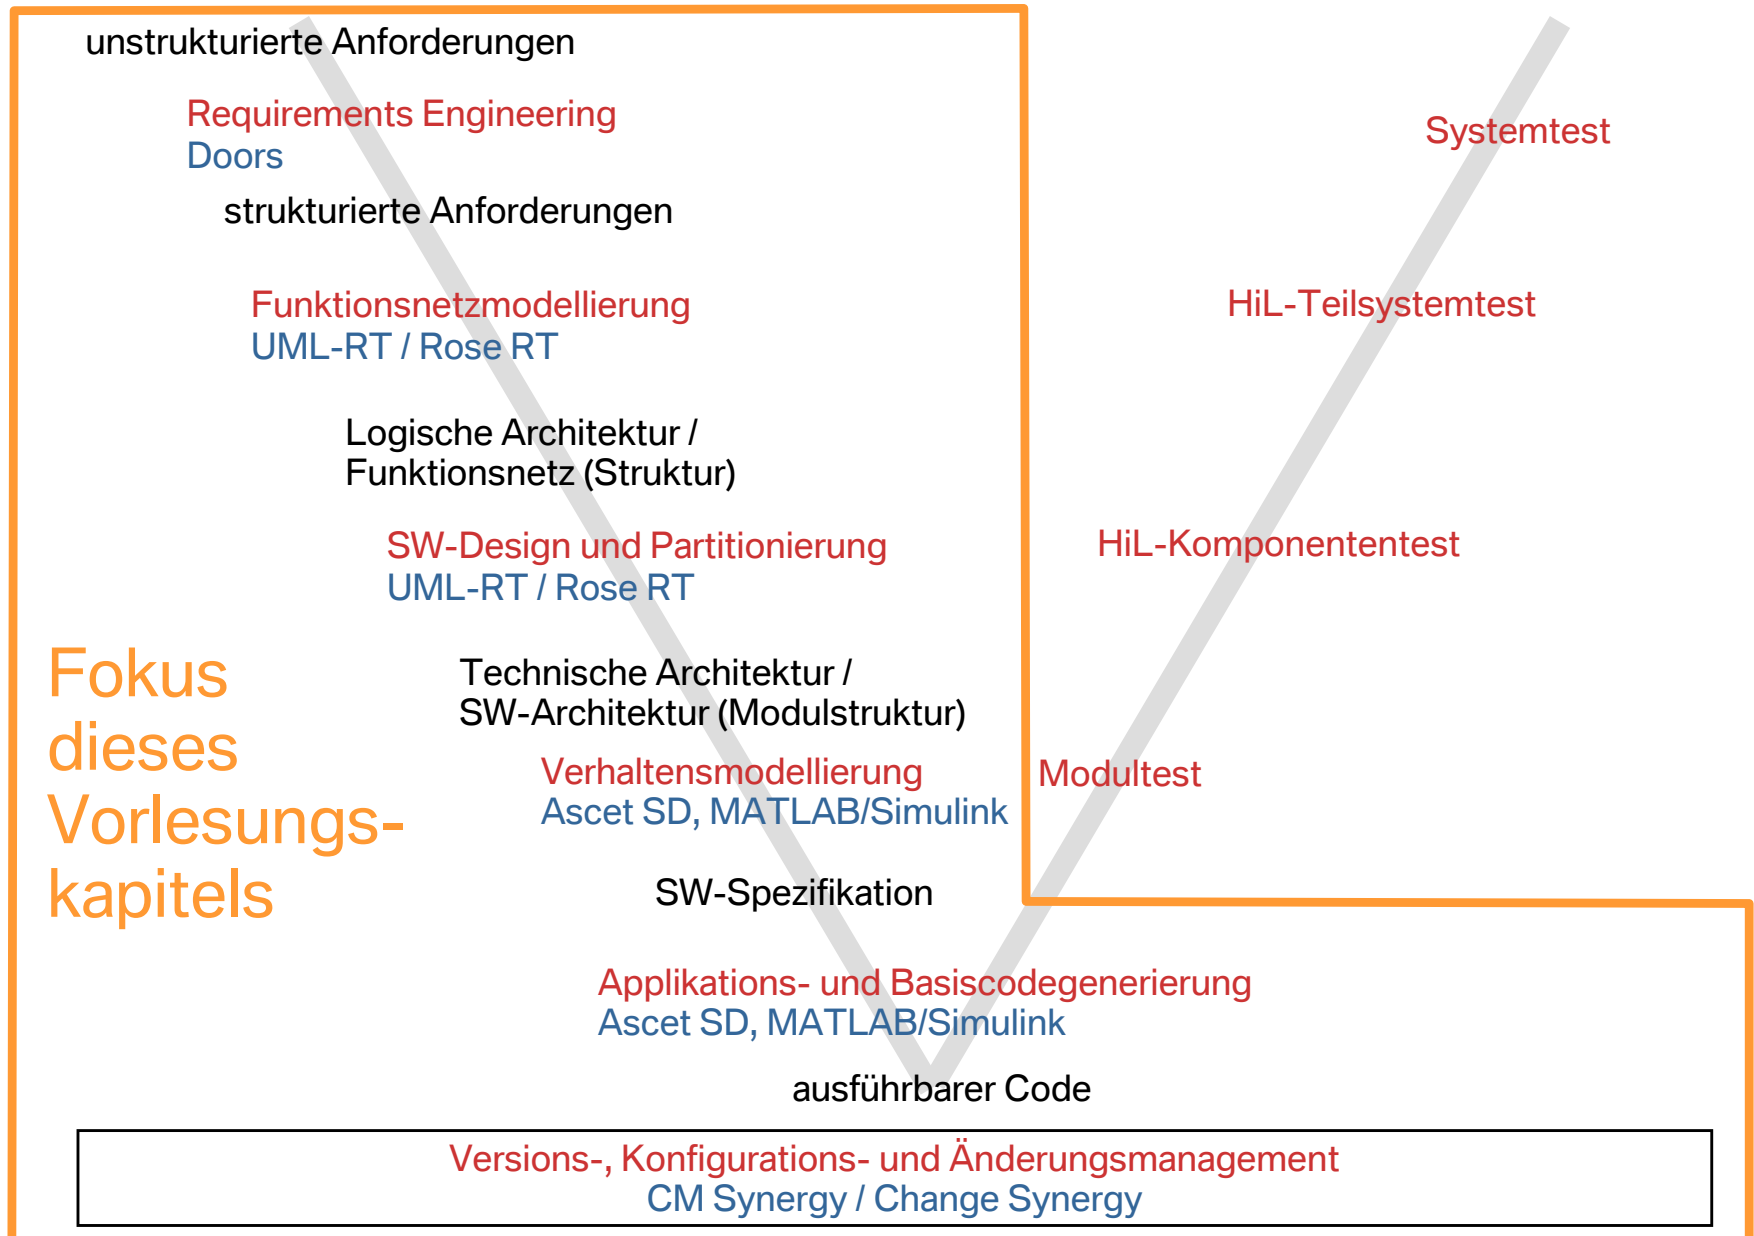 unstrukturierte Anforderungen
Requirements Engineering
Doors
Systemtest
strukturierte Anforderungen
Funktionsnetzmodellierung
UML-RT / Rose RT
HiL-Teilsystemtest
Logische Architektur /
Funktionsnetz (Struktur)
SW-Design und Partitionierung
UML-RT / Rose RT
HiL-Komponententest
Fokus
dieses
Vorlesungs-
kapitels
Technische Architektur /
SW-Architektur (Modulstruktur)
Verhaltensmodellierung
Ascet SD, MATLAB/Simulink
Modultest
SW-Spezifikation
Applikations- und Basiscodegenerierung
Ascet SD, MATLAB/Simulink
ausführbarer Code
Versions-, Konfigurations- und Änderungsmanagement
CM Synergy / Change Synergy